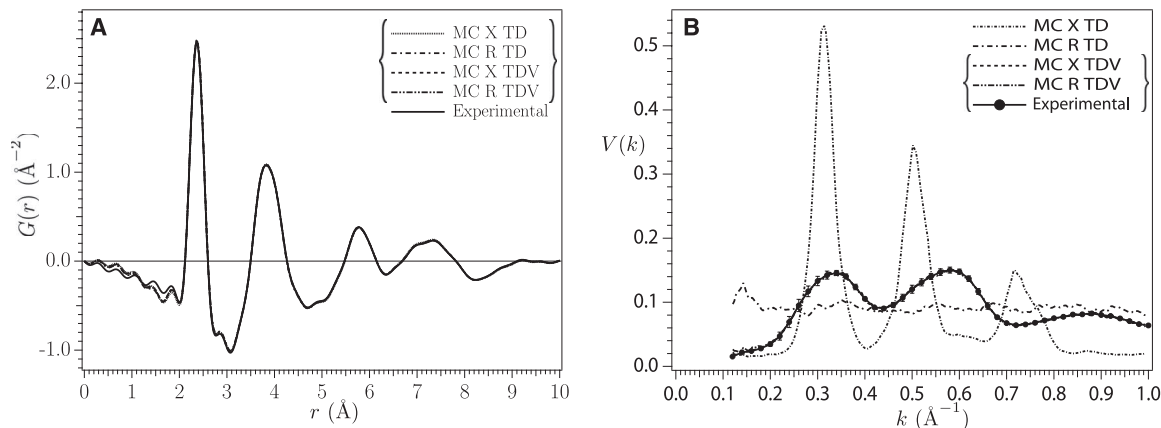 A
MC X TD
MC R TD
MC X TDV
MC R TDV
Experimental
2.0
1.0
0.0
-1.0
G(r) (Å⁻²)
0 1 2 3 4 5 6 7 8 9 10
r (Å)
B
MC X TD
MC R TD
MC X TDV
MC R TDV
Experimental
0.5
0.4
V(k)
0.3
0.2
0.1
0.0
0.0 0.1 0.2 0.3 0.4 0.5 0.6 0.7 0.8 0.9 1.0
k (Å⁻¹)